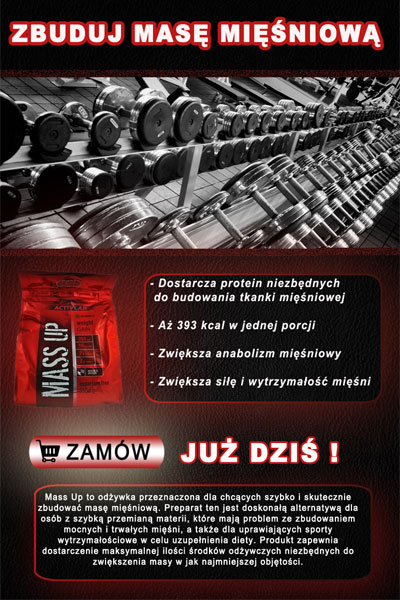 ZBUDUJ MASĘ MIĘŚNIOWĄ
- Dostarcza protein niezbędnych
do budowania tkanki mięśniowej
- Aż 393 kcal w jednej porcji
- Zwiększa anabolizm mięśniowy
- Zwiększa siłę i wytrzymałość mięśni
ACTIVLAB
MASS UP
weight
ZAMÓW
JUŻ DZIŚ !
Mass Up to odżywka przeznaczona dla chcących szybko i skutecznie
zbudować masę mięśniową. Preparat ten jest doskonałą alternatywą dla
osób z szybką przemianą materii, które mają problem ze zbudowaniem
mocnych i trwałych mięśni, a także dla uprawiających sporty
wytrzymałościowe w celu uzupełnienia diety. Produkt zapewnia
dostarczenie maksymalnej ilości środków odżywczych niezbędnych do
zwiększenia masy w jak najmniejszej objętości.